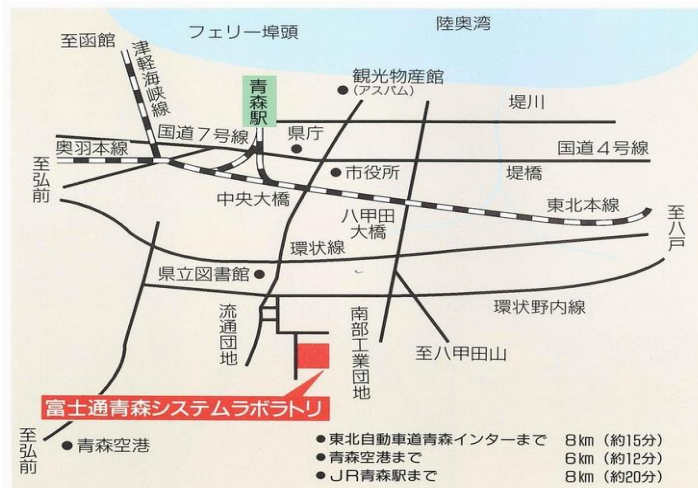 陸奥湾
フェリー埠頭
至函館
津軽海峡線
観光物産館
(アスパム)
青森駅
堤川
国道7号線
県庁
奥羽本線
国道4号線
至弘前
市役所
堤橋
中央大橋
東北本線
八甲田
大橋
至八戸
環状線
県立図書館
環状野内線
流通団地
南部工業団地
至八甲田山
富士通青森システムラボラトリ
至弘前
青森空港
●東北自動車道青森インターまで 8km(約15分)
●青森空港まで 6km(約12分)
●JR青森駅まで 8km(約20分)